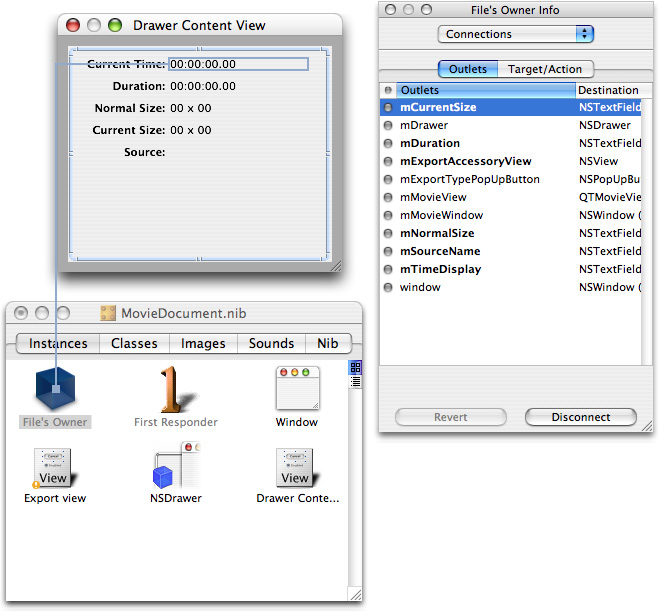 Drawer Content View
Current Time: 00:00:00.00
Duration: 00:00:00.00
Normal Size: 00 x 00
Current Size: 00 x 00
Source:
MovieDocument.nib
Instances Classes Images Sounds Nib
File's Owner First Responder Window
View View
Export view NSDrawer Drawer Conte...
File's Owner Info
Connections
Outlets Target/Action
Outlets Destination
mCurrentSize NSTextField
mDrawer NSDrawer
mDuration NSTextField
mExportAccessoryView NSView
mExportTypePopUpButton NSPopUpBu
mMovieView QTMovieVie
mMovieWindow NSWindow (
mNormalSize NSTextField
mSourceName NSTextField
mTimeDisplay NSTextField
window NSWindow (
Revert Disconnect